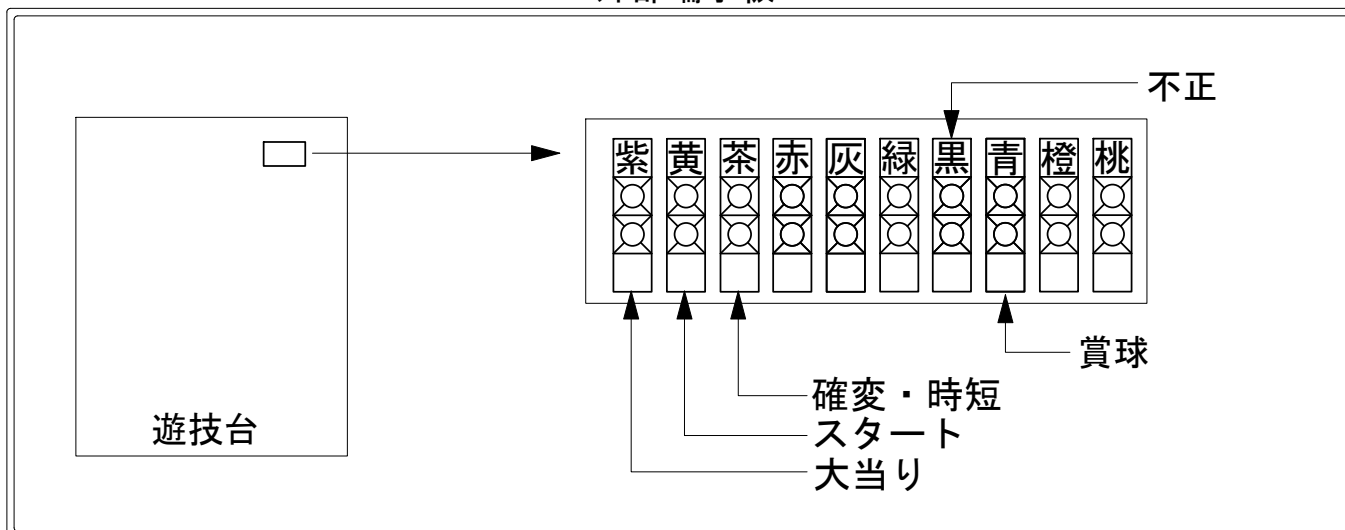 不正
紫 黄 茶 赤 灰 緑 黒 青 橙 桃
賞球
確変・時短
スタート
大当り
遊技台